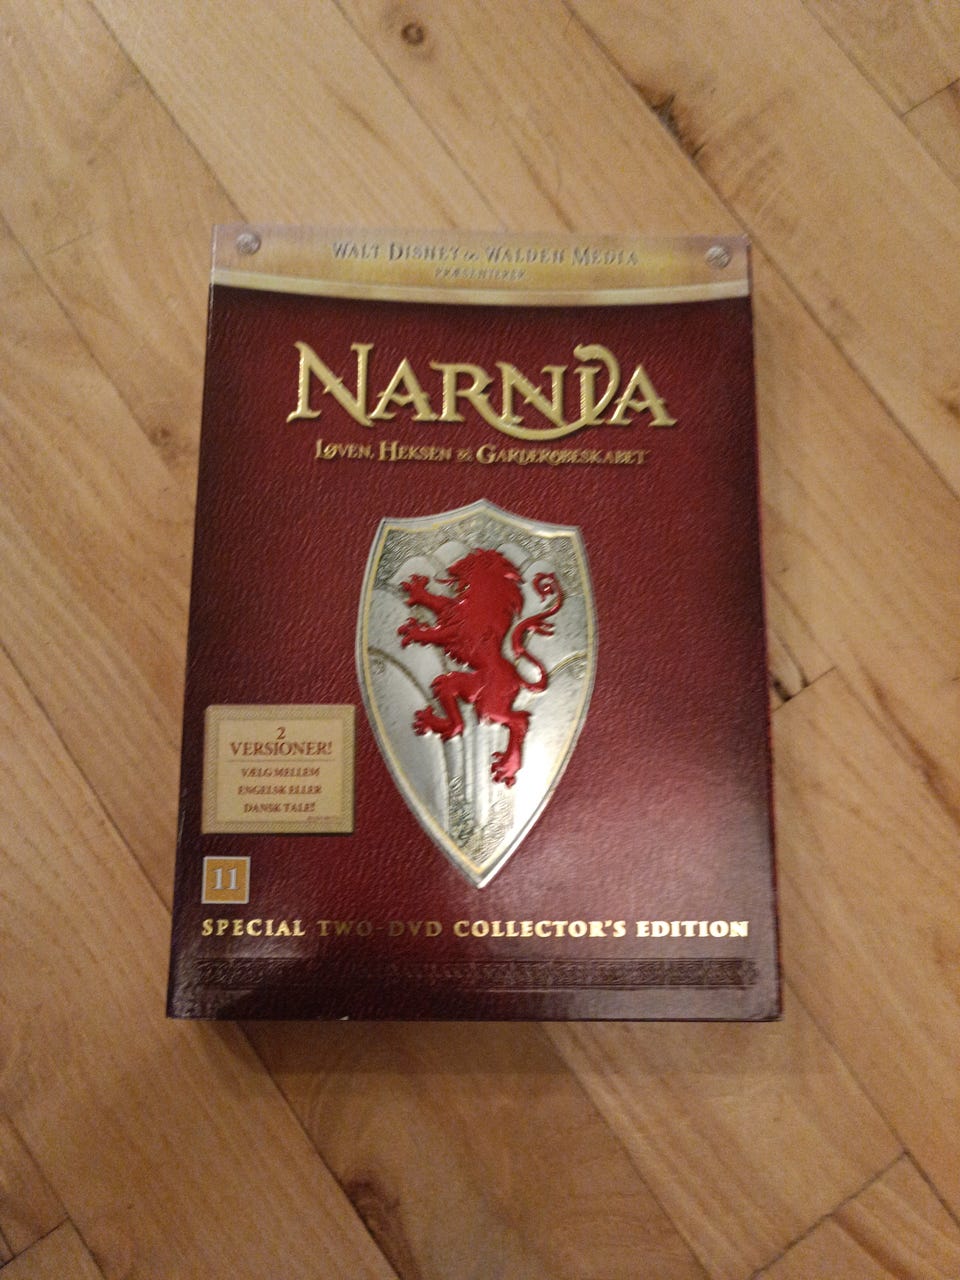 WALT DISNEY OG WALDEN MEDIA
PRÆSENTERER
NARNIA
LØVEN, HEKSEN & GARDEROBESKABET
2
VERSIONER!
VÆLG MELLEM
ENGELSK ELLER
DANSK TALE!
11
SPECIAL TWO-DVD COLLECTOR'S EDITION